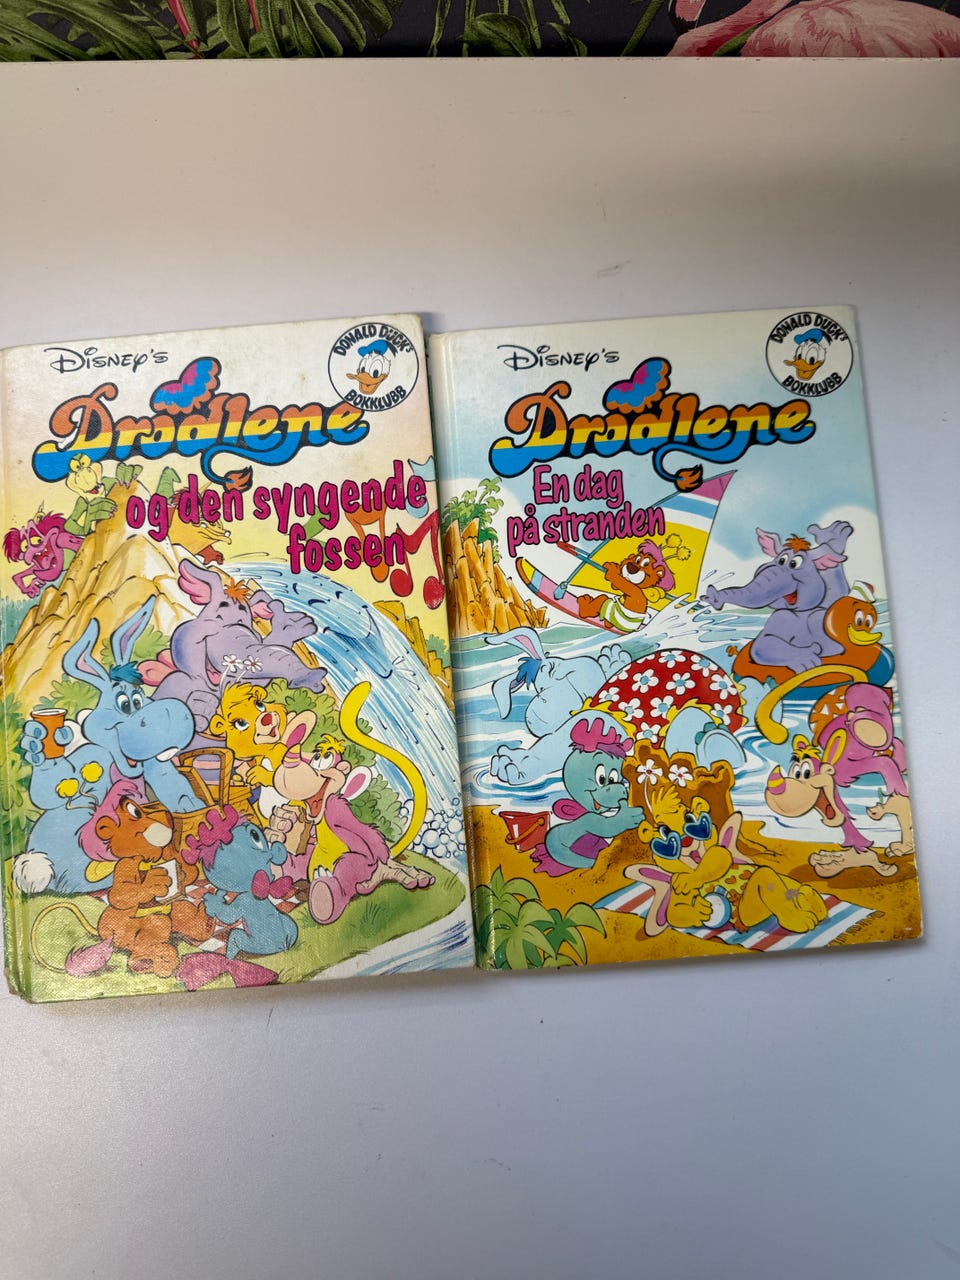 DISNEY'S
DONALD DUCK's
BOKKLUBB
Drødlene
og den syngende
fossen
DISNEY'S
DONALD DUCK's
BOKKLUBB
Drødlene
En dag
på stranden